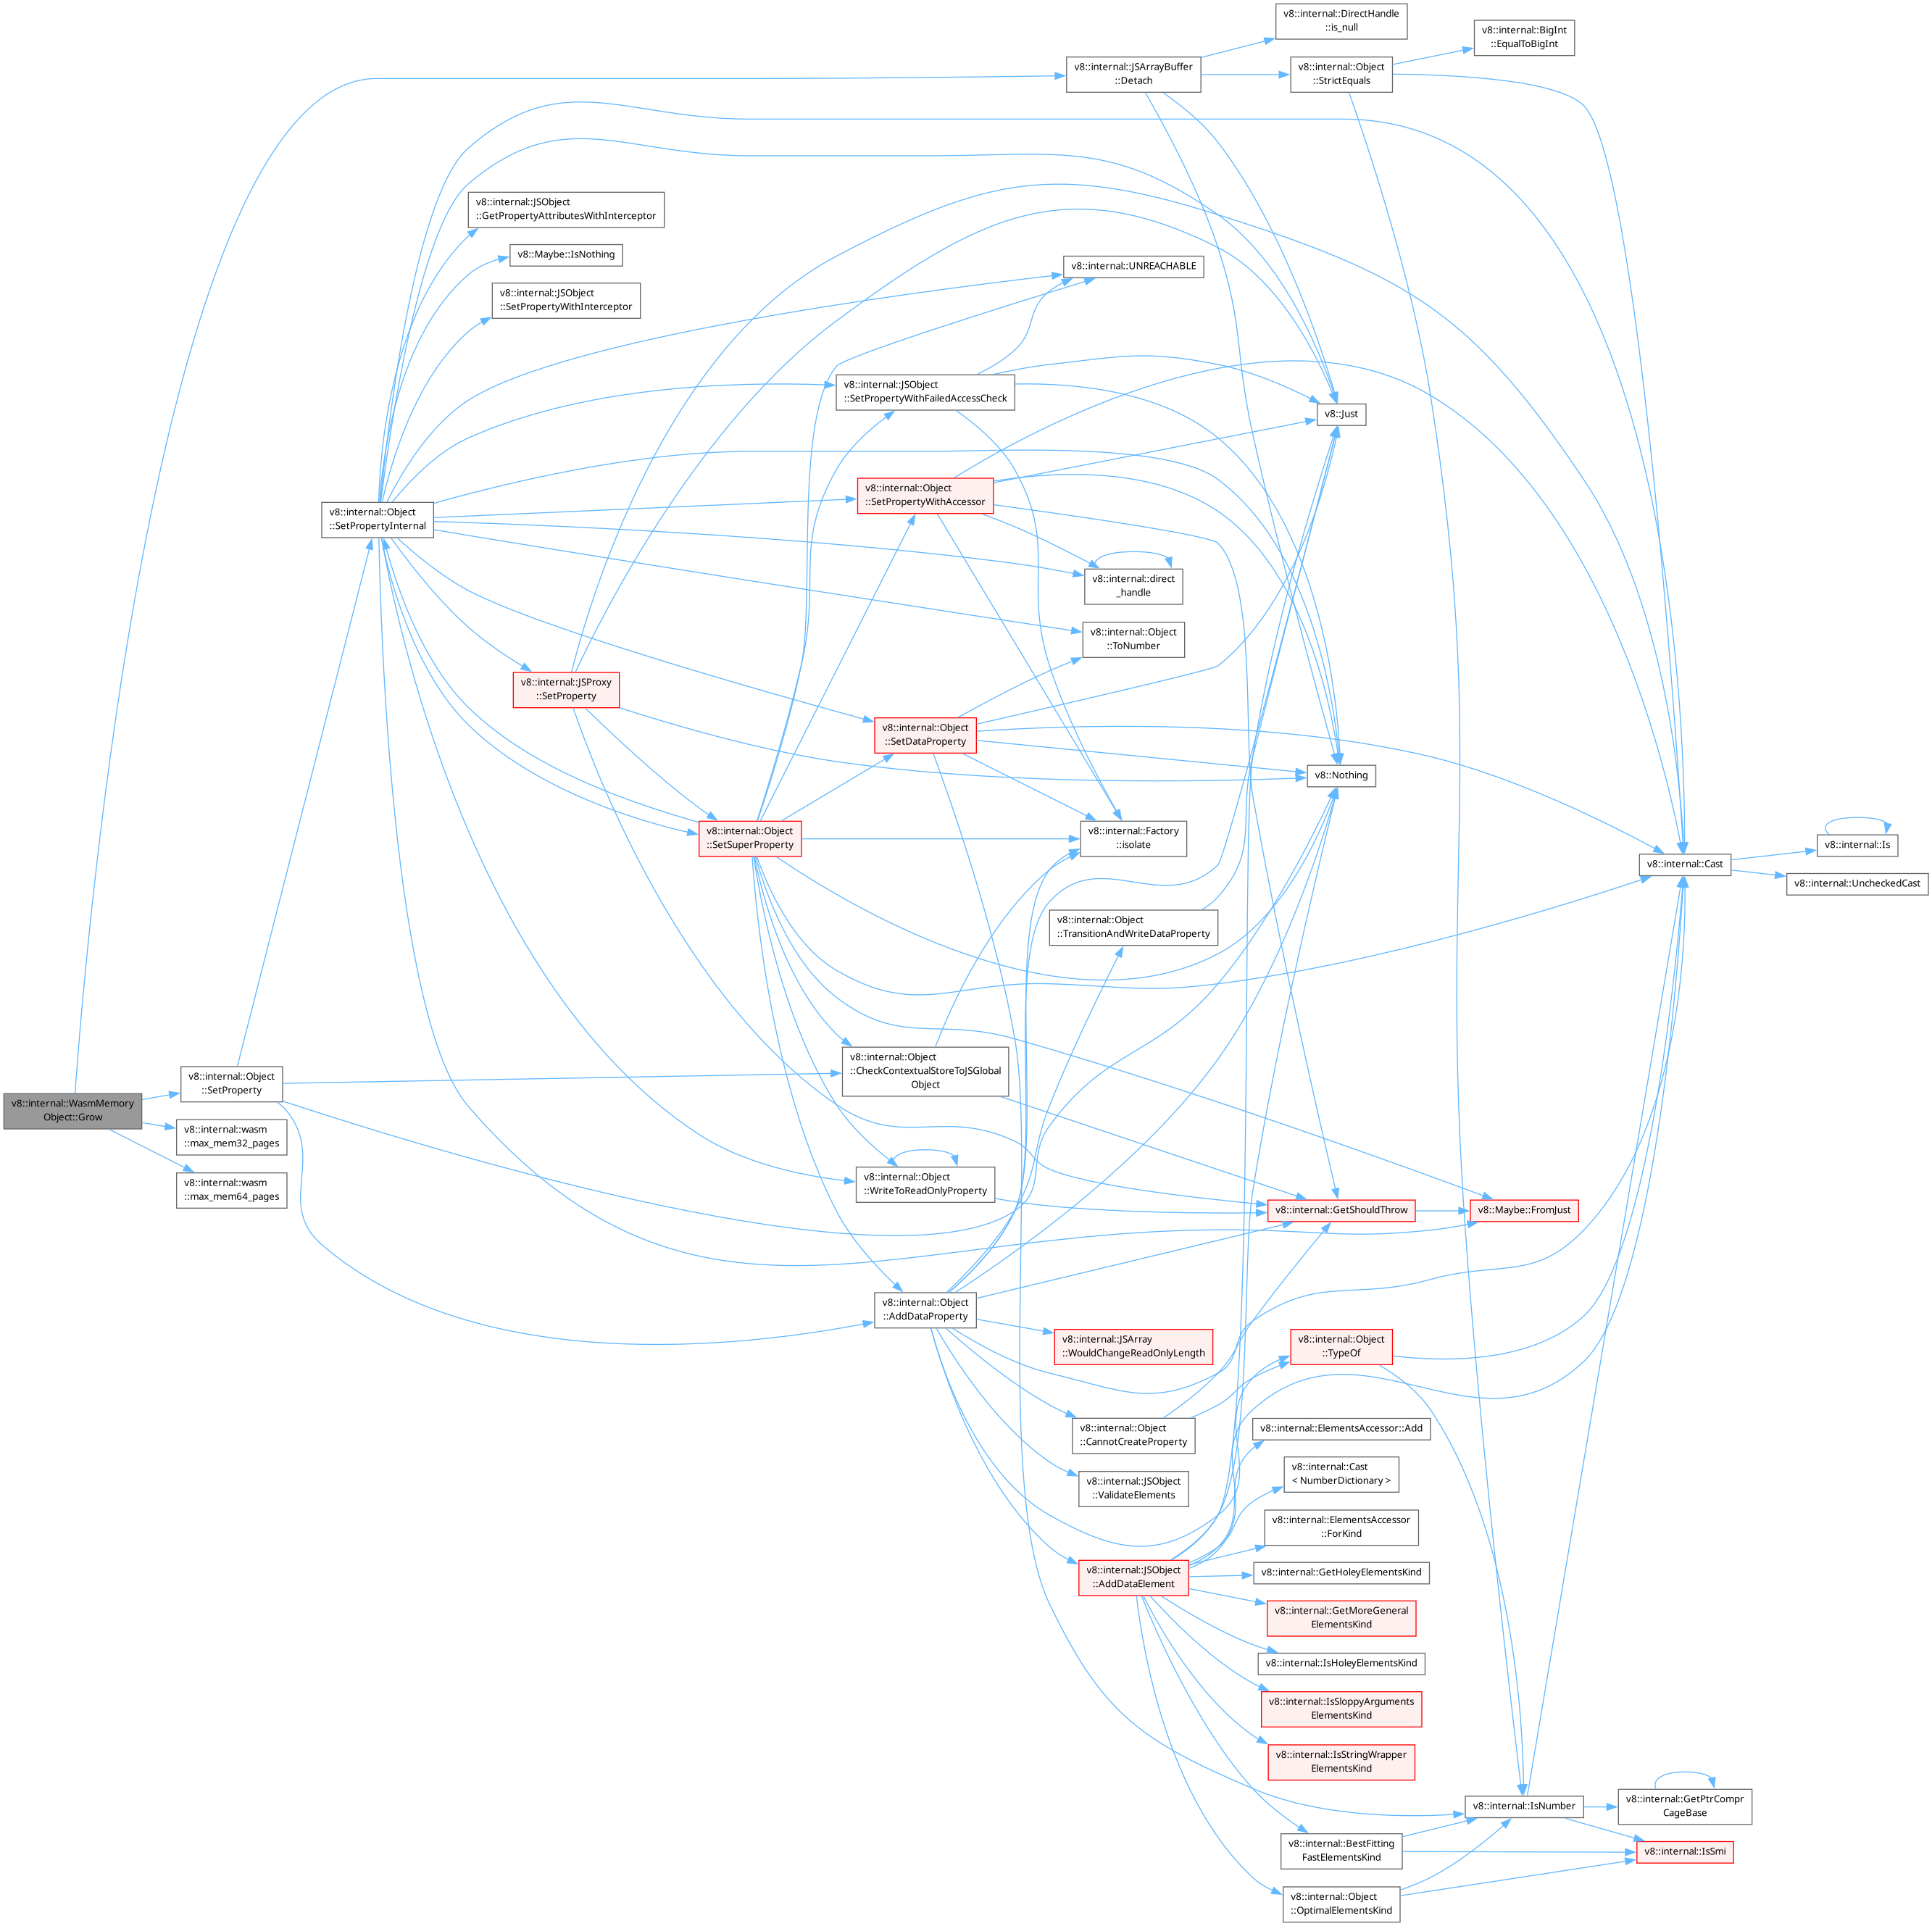 v8::internal::DirectHandle
::is_null
v8::internal::BigInt
::EqualToBigInt
v8::internal::JSArrayBuffer
::Detach
v8::internal::Object
::StrictEquals
v8::internal::JSObject
::GetPropertyAttributesWithInterceptor
v8::Maybe::IsNothing
v8::internal::UNREACHABLE
v8::internal::JSObject
::SetPropertyWithInterceptor
v8::internal::JSObject
::SetPropertyWithFailedAccessCheck
v8::Just
v8::internal::Object
::SetPropertyWithAccessor
v8::internal::Object
::SetPropertyInternal
v8::internal::direct
_handle
v8::internal::Object
::ToNumber
v8::internal::JSProxy
::SetProperty
v8::internal::Object
::SetDataProperty
v8::Nothing
v8::internal::Object
::SetSuperProperty
v8::internal::Factory
::isolate
v8::internal::Is
v8::internal::Cast
v8::internal::UncheckedCast
v8::internal::Object
::TransitionAndWriteDataProperty
v8::internal::Object
::CheckContextualStoreToJSGlobal
Object
v8::internal::Object
::SetProperty
v8::internal::WasmMemory
Object::Grow
v8::internal::wasm
::max_mem32_pages
v8::internal::wasm
::max_mem64_pages
v8::internal::Object
::WriteToReadOnlyProperty
v8::internal::GetShouldThrow
v8::Maybe::FromJust
v8::internal::Object
::AddDataProperty
v8::internal::JSArray
::WouldChangeReadOnlyLength
v8::internal::Object
::TypeOf
v8::internal::Object
::CannotCreateProperty
v8::internal::ElementsAccessor::Add
v8::internal::JSObject
::ValidateElements
v8::internal::Cast
< NumberDictionary >
v8::internal::ElementsAccessor
::ForKind
v8::internal::JSObject
::AddDataElement
v8::internal::GetHoleyElementsKind
v8::internal::GetMoreGeneral
ElementsKind
v8::internal::IsHoleyElementsKind
v8::internal::IsSloppyArguments
ElementsKind
v8::internal::IsStringWrapper
ElementsKind
v8::internal::IsNumber
v8::internal::GetPtrCompr
CageBase
v8::internal::BestFitting
FastElementsKind
v8::internal::IsSmi
v8::internal::Object
::OptimalElementsKind